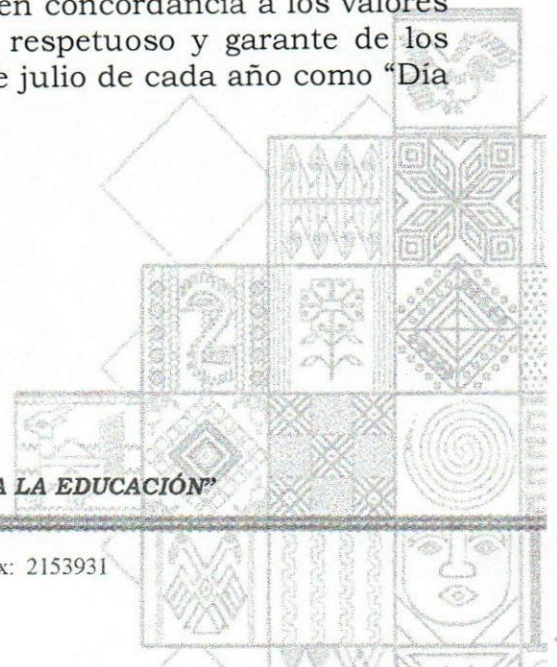 en concordancia a los valores
respetuoso y garante de los
e julio de cada año como “Día
A LA EDUCACIÓN”
x: 2153931